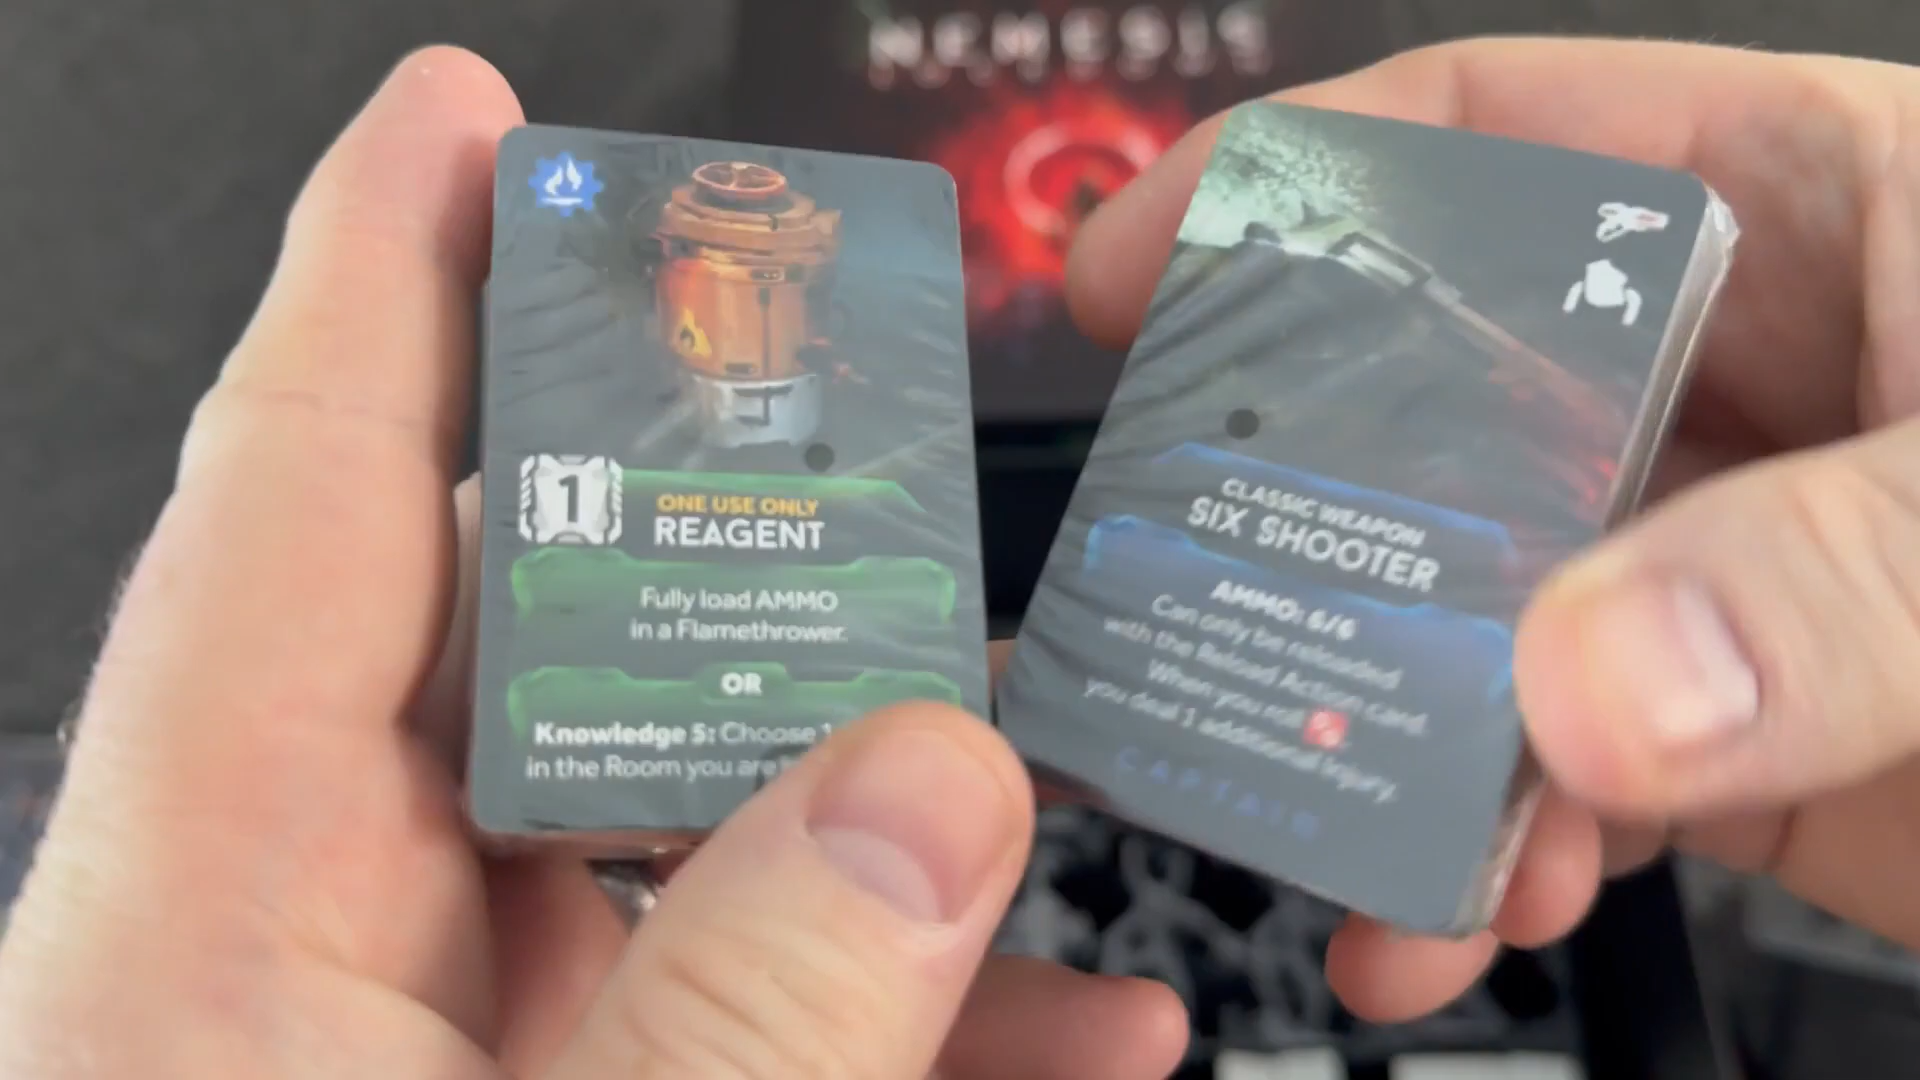 NEMESIS
1
ONE USE ONLY
REAGENT
Fully load AMMO
in a Flamethrower.
OR
Knowledge 5: Choose 1
in the Room you are
CLASSIC WEAPON
SIX SHOOTER
AMMO: 6/6
Can only be reloaded
with the Reload Action card.
When you roll
you deal 1 additional Injury.
CAPTAIN